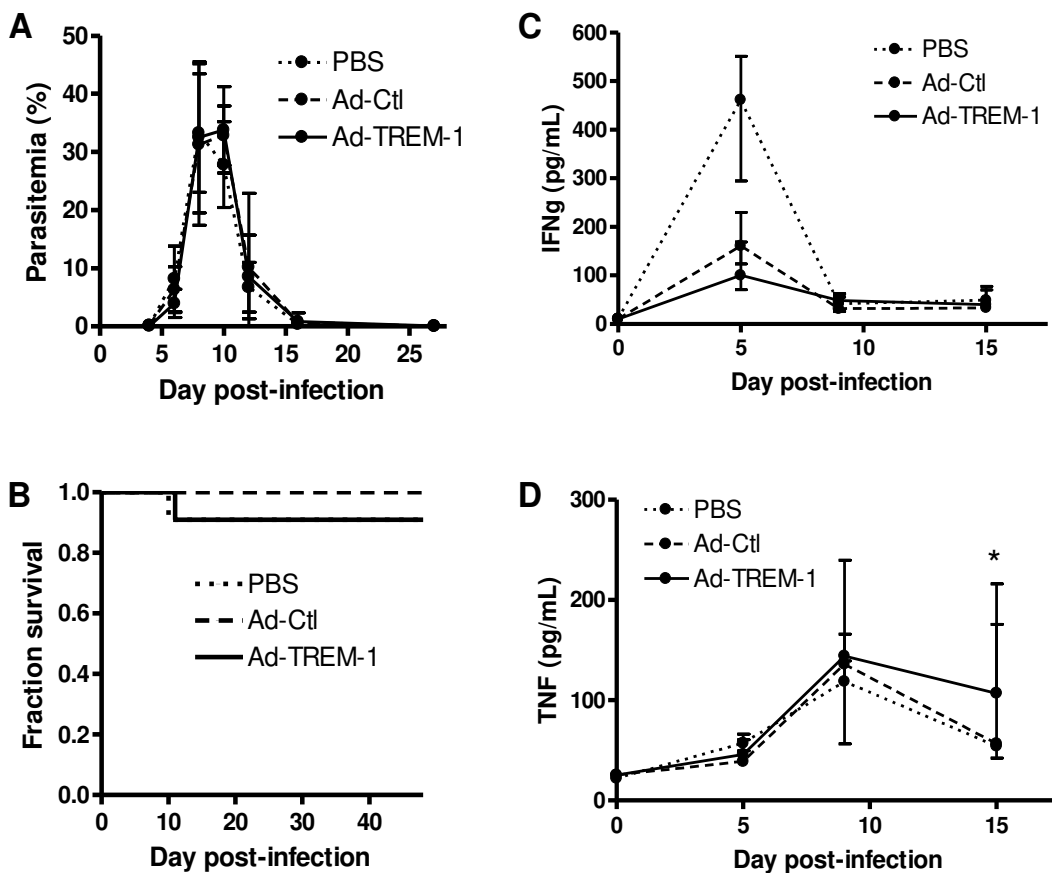 A
Parasitemia (%)
50
40
30
20
10
0
PBS
Ad-Ctl
Ad-TREM-1
0 5 10 15 20 25
Day post-infection
B
Fraction survival
1.0
0.8
0.6
0.4
0.2
0.0
PBS
Ad-Ctl
Ad-TREM-1
0 10 20 30 40
Day post-infection
C
IFNg (pg/mL)
600
500
400
300
200
100
0
PBS
Ad-Ctl
Ad-TREM-1
0 5 10 15
Day post-infection
D
TNF (pg/mL)
300
200
100
0
PBS
Ad-Ctl
Ad-TREM-1
*
0 5 10 15
Day post-infection